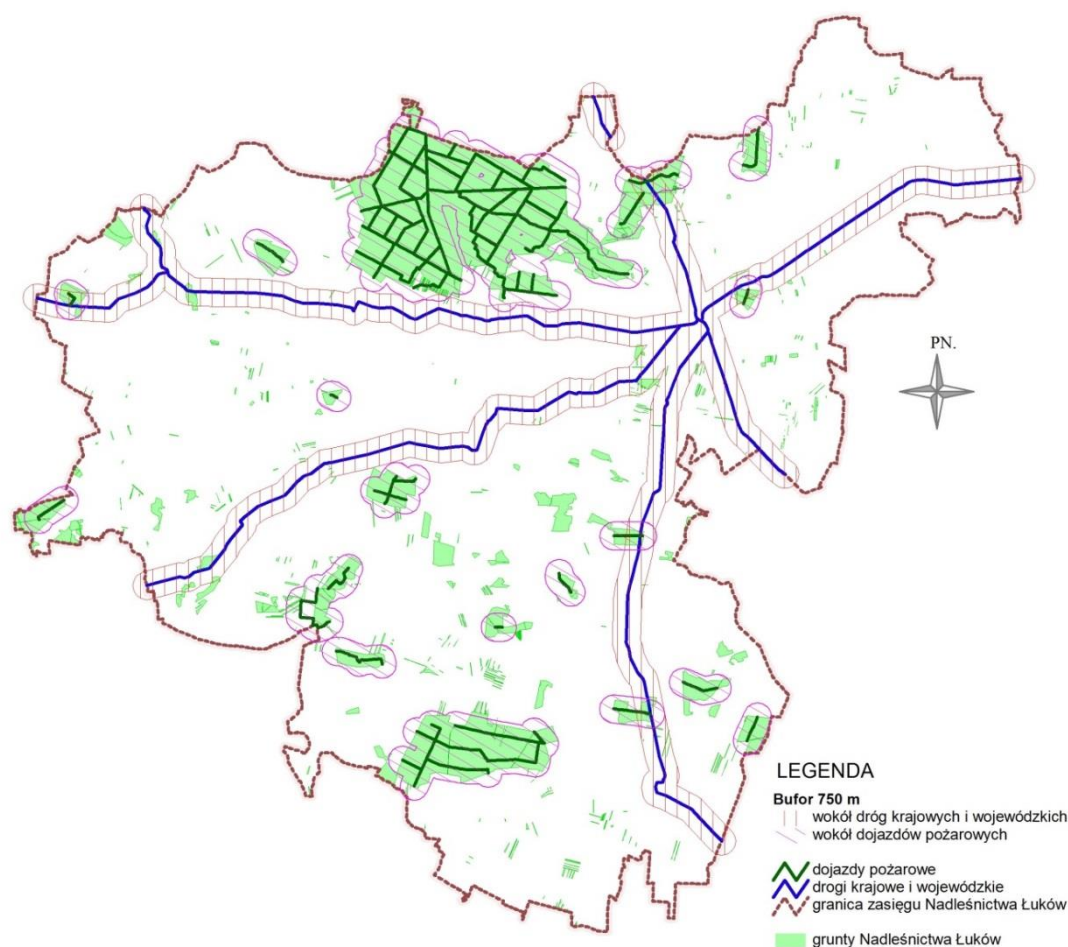 PN.
LEGENDA
Bufor 750 m
wokół dróg krajowych i wojewódzkich
wokół dojazdów pożarowych
dojazdy pożarowe
drogi krajowe i wojewódzkie
granica zasięgu Nadleśnictwa Łuków
grunty Nadleśnictwa Łuków